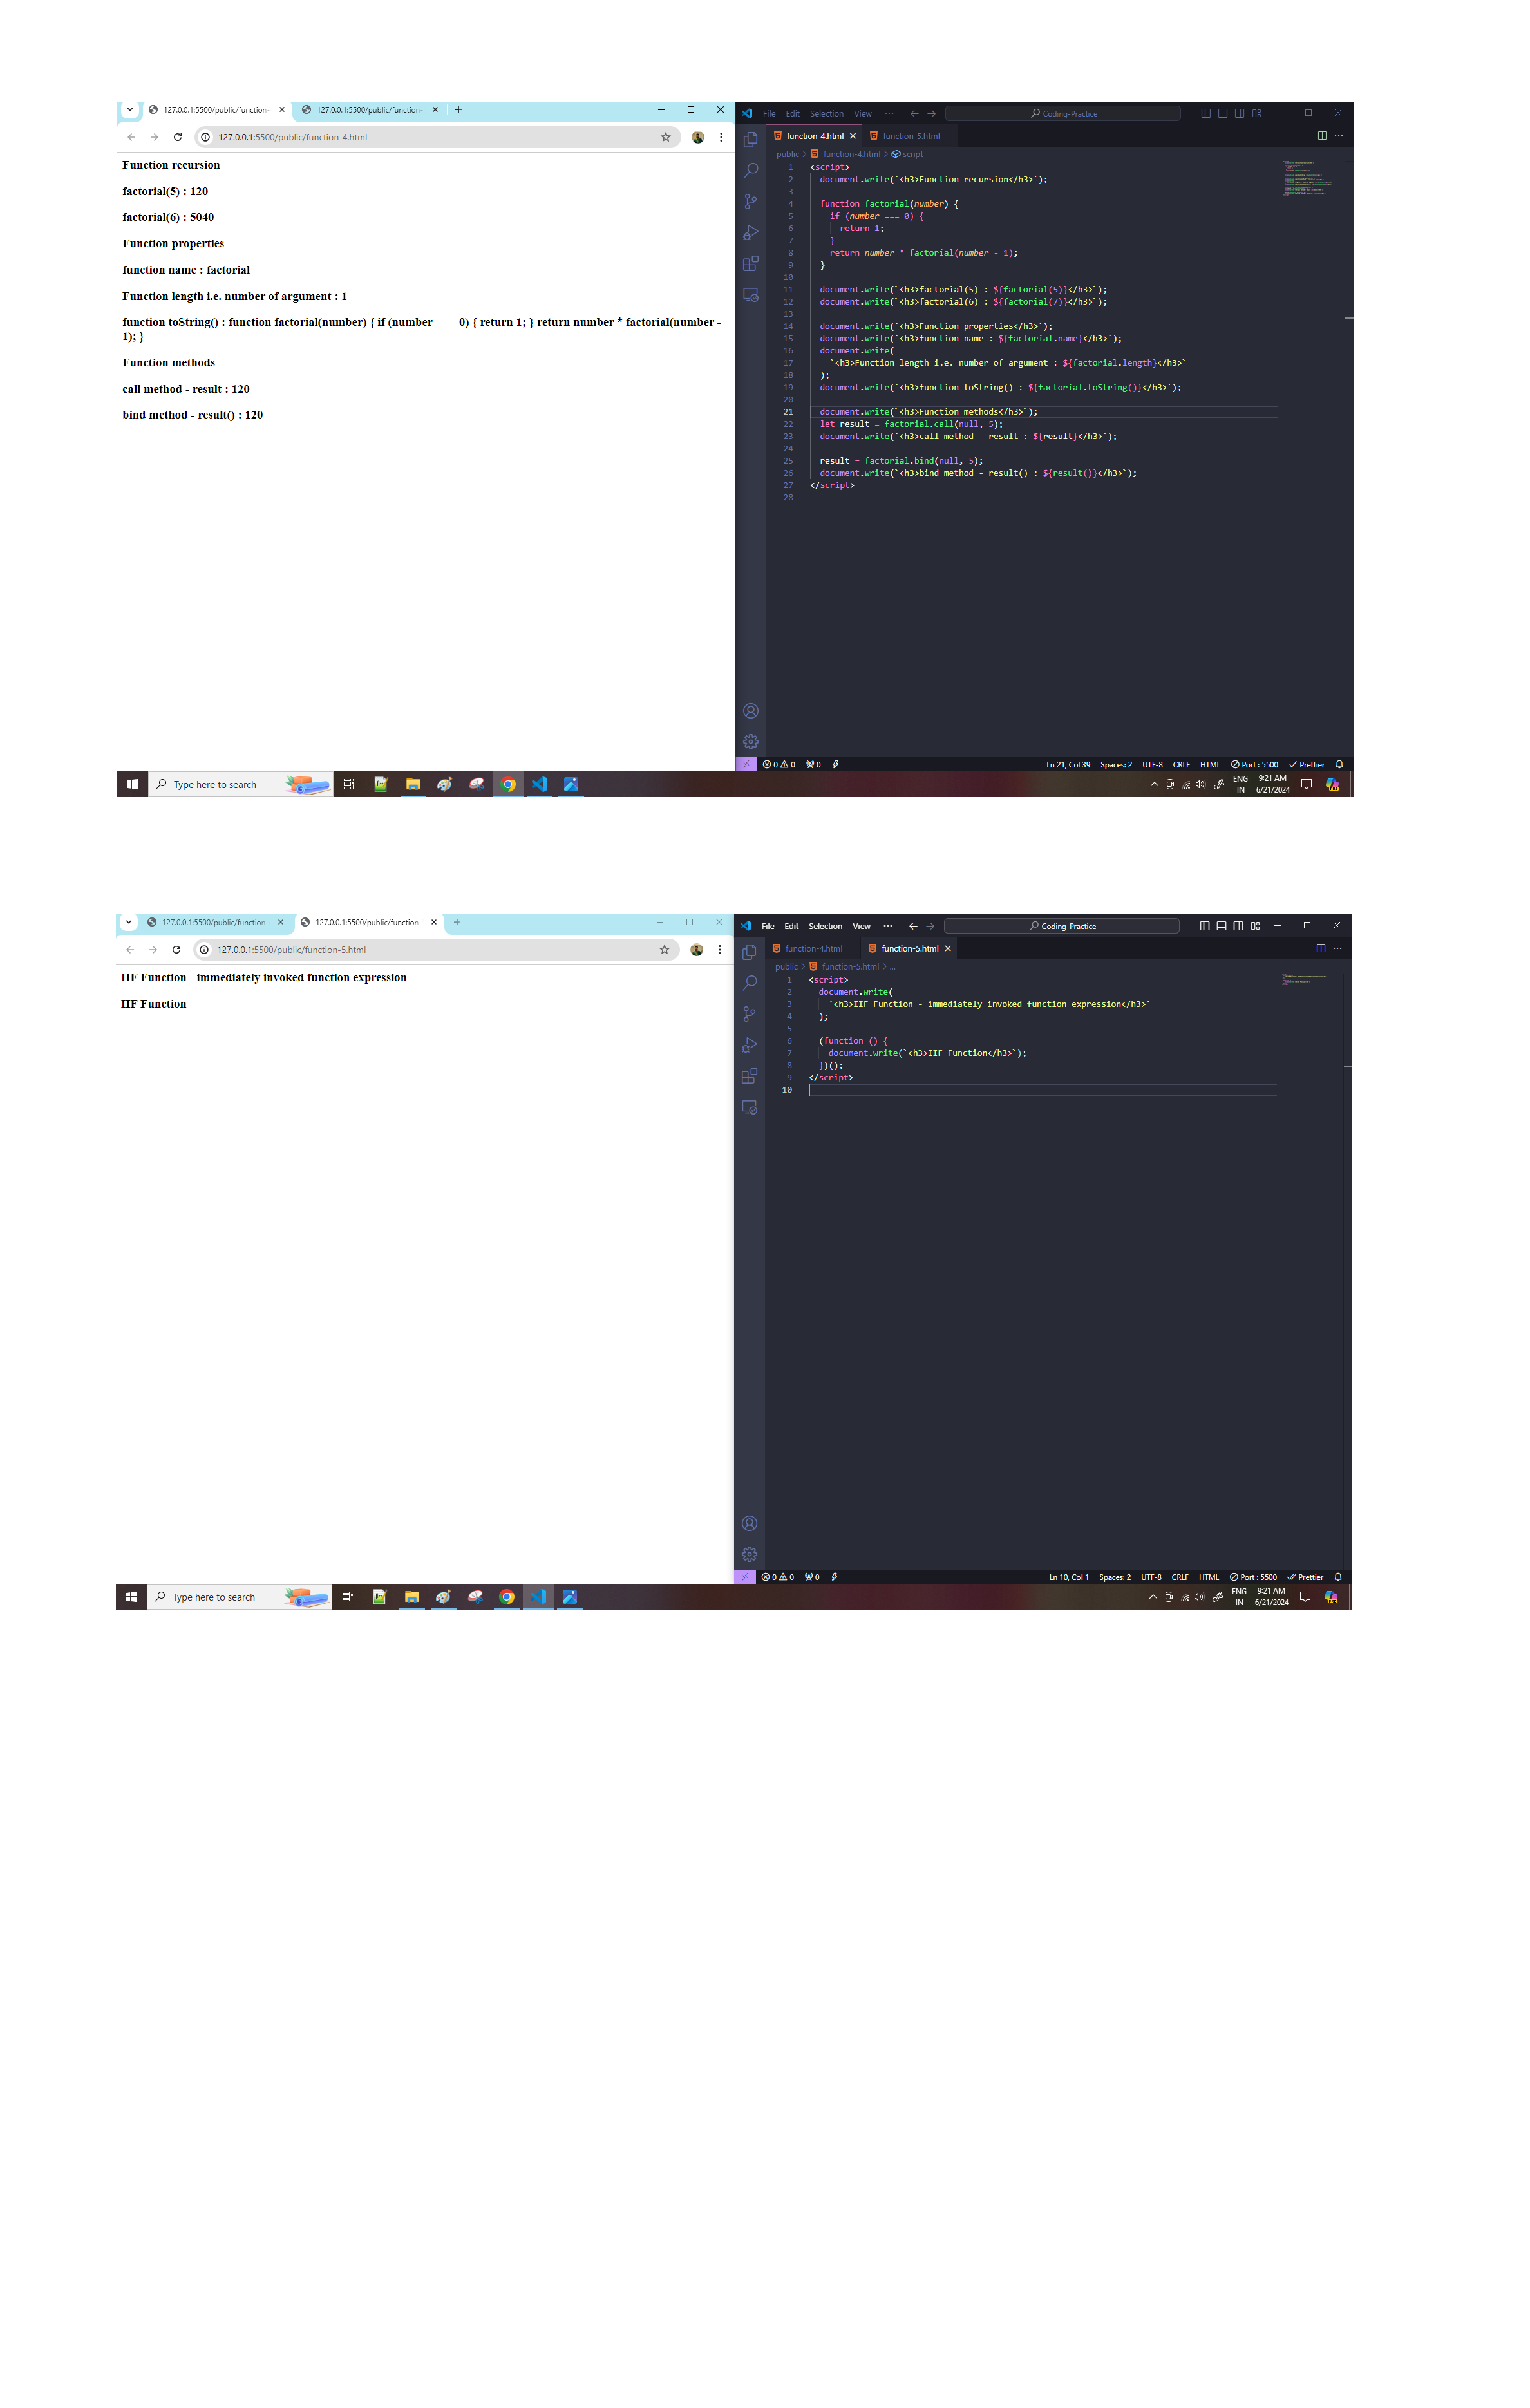 127.0.0.1:5500/public/function-
127.0.0.1:5500/public/function-
127.0.0.1:5500/public/function-4.html
Function recursion
factorial(5) : 120
factorial(6) : 5040
Function properties
function name : factorial
Function length i.e. number of argument : 1
function toString() : function factorial(number) { if (number === 0) { return 1; } return number * factorial(number -
1); }
Function methods
call method - result : 120
bind method - result() : 120
File Edit Selection View ··· Coding-Practice
function-4.html function-5.html
public > function-4.html > script
1 <script>
2 document.write(`<h3>Function recursion</h3>`);
3
4 function factorial(number) {
5 if (number === 0) {
6 return 1;
7 }
8 return number * factorial(number - 1);
9 }
10
11 document.write(`<h3>factorial(5) : ${factorial(5)}</h3>`);
12 document.write(`<h3>factorial(6) : ${factorial(7)}</h3>`);
13
14 document.write(`<h3>Function properties</h3>`);
15 document.write(`<h3>function name : ${factorial.name}</h3>`);
16 document.write(
17 `<h3>Function length i.e. number of argument : ${factorial.length}</h3>`
18 );
19 document.write(`<h3>function toString() : ${factorial.toString()}</h3>`);
20
21 document.write(`<h3>Function methods</h3>`);
22 let result = factorial.call(null, 5);
23 document.write(`<h3>call method - result : ${result}</h3>`);
24
25 result = factorial.bind(null, 5);
26 document.write(`<h3>bind method - result() : ${result()}</h3>`);
27 </script>
28
0 0 0 Ln 21, Col 39 Spaces: 2 UTF-8 CRLF HTML Port : 5500 Prettier
Type here to search ENG 9:21 AM
IN 6/21/2024
127.0.0.1:5500/public/function-
127.0.0.1:5500/public/function-
127.0.0.1:5500/public/function-5.html
IIF Function - immediately invoked function expression
IIF Function
File Edit Selection View ··· Coding-Practice
function-4.html function-5.html
public > function-5.html > ...
1 <script>
2 document.write(
3 `<h3>IIF Function - immediately invoked function expression</h3>`
4 );
5
6 (function () {
7 document.write(`<h3>IIF Function</h3>`);
8 })();
9 </script>
10
0 0 0 Ln 10, Col 1 Spaces: 2 UTF-8 CRLF HTML Port : 5500 Prettier
Type here to search ENG 9:21 AM
IN 6/21/2024